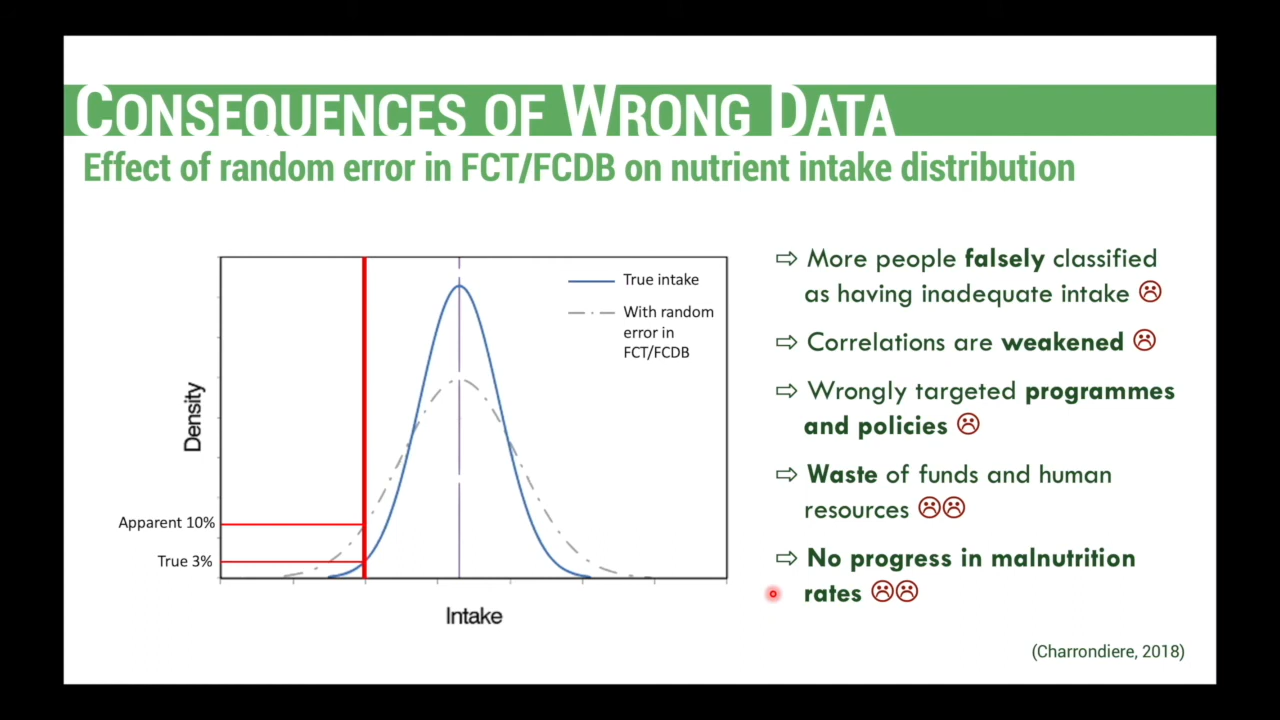 CONSEQUENCES OF WRONG DATA
Effect of random error in FCT/FCDB on nutrient intake distribution
True intake
With random
error in
FCT/FCDB
Density
Apparent 10%
True 3%
Intake
⇨ More people falsely classified
as having inadequate intake ☹
⇨ Correlations are weakened ☹
⇨ Wrongly targeted programmes
and policies ☹
⇨ Waste of funds and human
resources ☹☹
⇨ No progress in malnutrition
rates ☹☹
(Charrondiere, 2018)